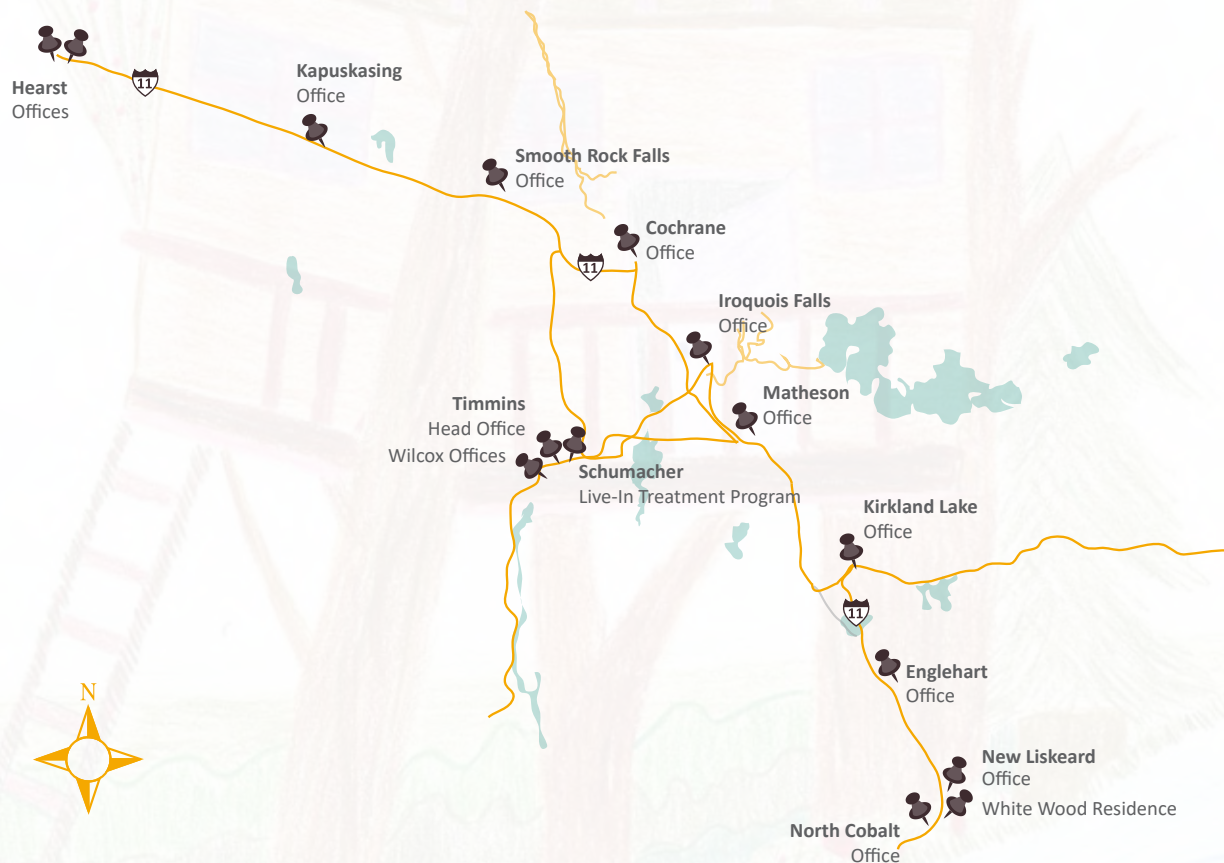 Hearst
Offices
11
Kapuskasing
Office
Smooth Rock Falls
Office
Cochrane
Office
11
Iroquois Falls
Office
Matheson
Office
Timmins
Head Office
Wilcox Offices
Schumacher
Live-In Treatment Program
Kirkland Lake
Office
11
Englehart
Office
N
New Liskeard
Office
White Wood Residence
North Cobalt
Office